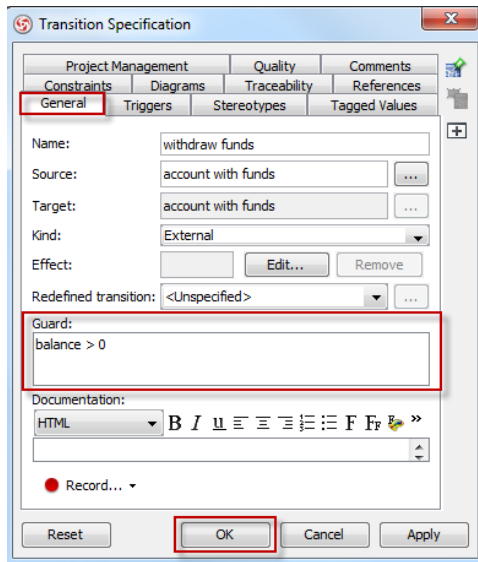 Transition Specification
Project Management Quality Comments
Constraints Diagrams Traceability References
General Triggers Stereotypes Tagged Values
Name: withdraw funds
Source: account with funds ...
Target: account with funds ...
Kind: External
Effect: Edit... Remove
Redefined transition: <Unspecified> ...
Guard:
balance > 0
Documentation:
HTML B I u F FF »
Record...
Reset OK Cancel Apply